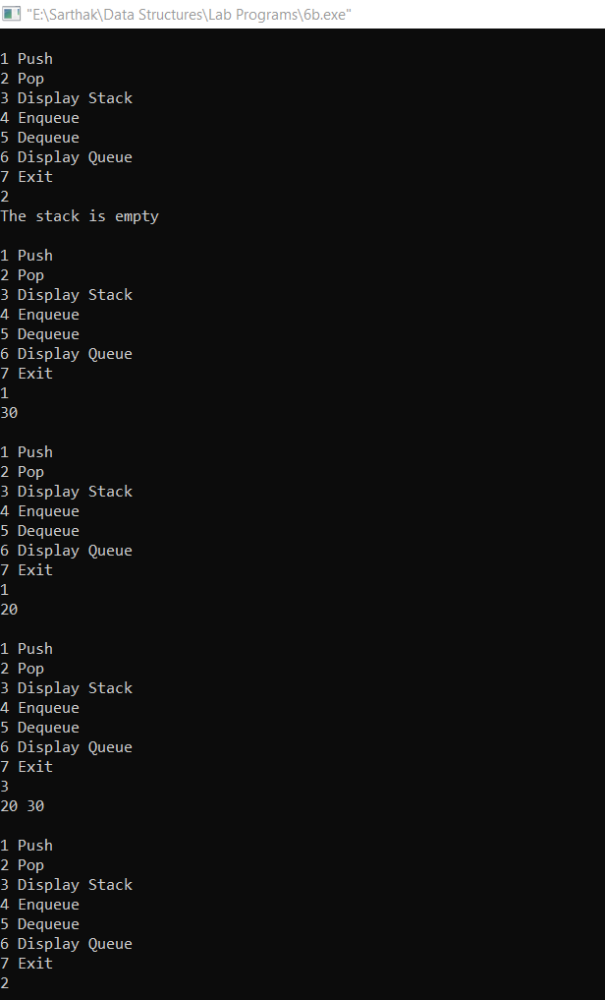 "E:\Sarthak\Data Structures\Lab Programs\6b.exe"
1 Push
2 Pop
3 Display Stack
4 Enqueue
5 Dequeue
6 Display Queue
7 Exit
2
The stack is empty
1 Push
2 Pop
3 Display Stack
4 Enqueue
5 Dequeue
6 Display Queue
7 Exit
1
30
1 Push
2 Pop
3 Display Stack
4 Enqueue
5 Dequeue
6 Display Queue
7 Exit
1
20
1 Push
2 Pop
3 Display Stack
4 Enqueue
5 Dequeue
6 Display Queue
7 Exit
3
20 30
1 Push
2 Pop
3 Display Stack
4 Enqueue
5 Dequeue
6 Display Queue
7 Exit
2